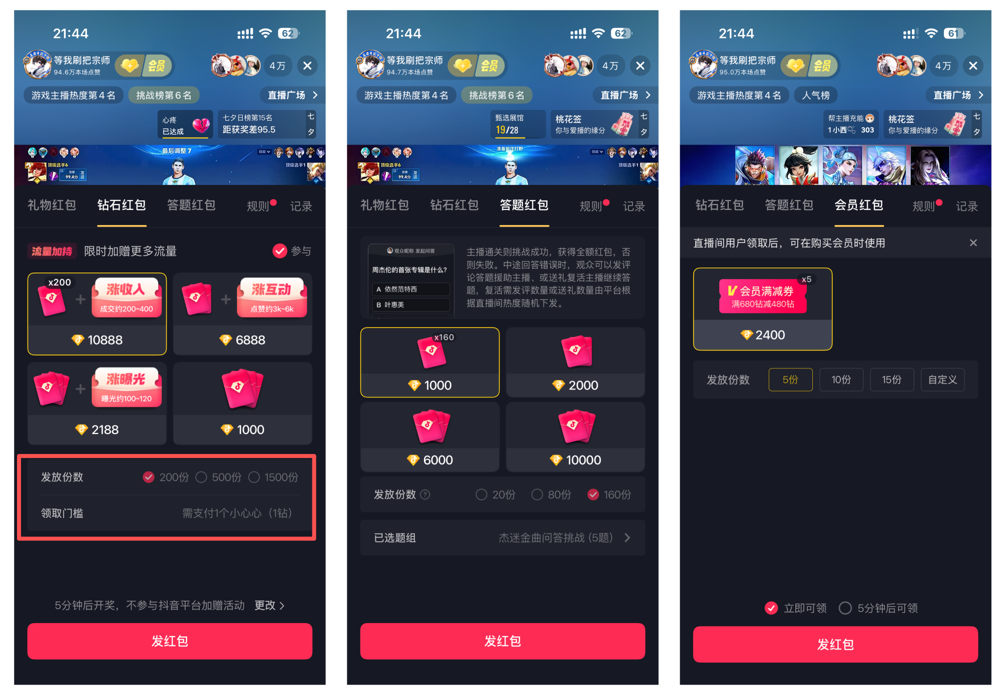 21:44
62
等我刷把宗师
94.6万本场点赞
会员
4万
游戏主播热度第4名
挑战榜第6名
直播广场
心疼
已达成
七夕日榜第15名
距获奖差95.5
七夕
最后调整 7
技能
顶级选手6
英雄
99.4分
发送
顶级选手1
礼物红包
钻石红包
答题红包
规则
记录
流量加持
限时加赠更多流量
参与
x200
涨收入
成交约200~400
10888
涨互动
点赞约3k~6k
6888
涨曝光
曝光约100~120
2188
1000
发放份数
200份
500份
1500份
领取门槛
需支付1个小心心（1钻）
5分钟后开奖，不参与抖音平台加赠活动
更改
发红包
21:44
62
等我刷把宗师
94.7万本场点赞
会员
4万
游戏主播热度第4名
挑战榜第6名
直播广场
甄选展馆
19/28
桃花签
你与爱播的缘分
七夕
准备前往打野
技能
顶级选手6
英雄
99.4分
发送
顶级选手1
礼物红包
钻石红包
答题红包
规则
记录
观众昵称 发起问答
周杰伦的首张专辑是什么?
A 依然范特西
B 叶惠美
主播通关则挑战成功，获得全额红包，否
则失败。中途回答错误时，观众可以发评
论答题援助主播、或送礼复活主播继续答
题，复活需发评数量或送礼数量由平台根
据直播间热度随机下发。
x160
1000
2000
6000
10000
发放份数
20份
80份
160份
已选题组
杰迷金曲问答挑战 (5题)
发红包
21:44
61
等我刷把宗师
95.0万本场点赞
会员
4万
游戏主播热度第4名
人气榜
直播广场
帮主播充能
1小西
303
桃花签
你与爱播的缘分
七夕
钻石红包
答题红包
会员红包
规则
记录
直播间用户领取后，可在购买会员时使用
x5
会员满减券
满680钻减480钻
2400
发放份数
5份
10份
15份
自定义
立即可领
5分钟后可领
发红包